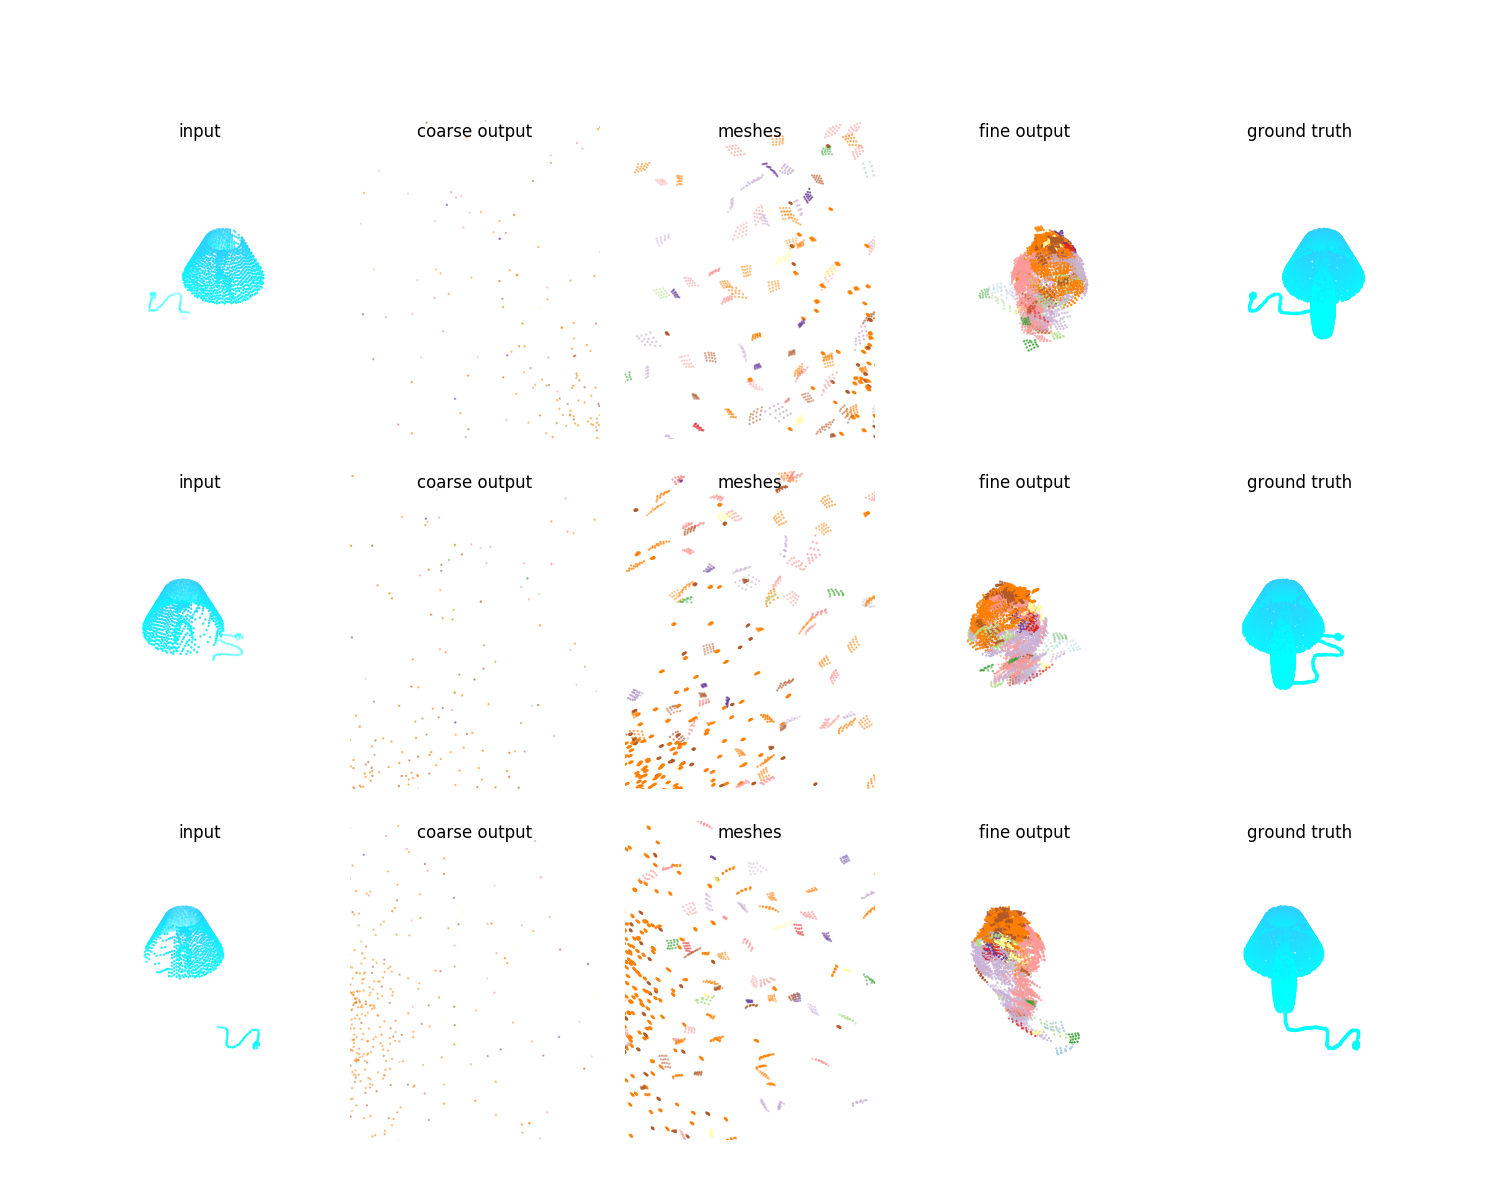 input
coarse output
meshes
fine output
ground truth
input
coarse output
meshes
fine output
ground truth
input
coarse output
meshes
fine output
ground truth